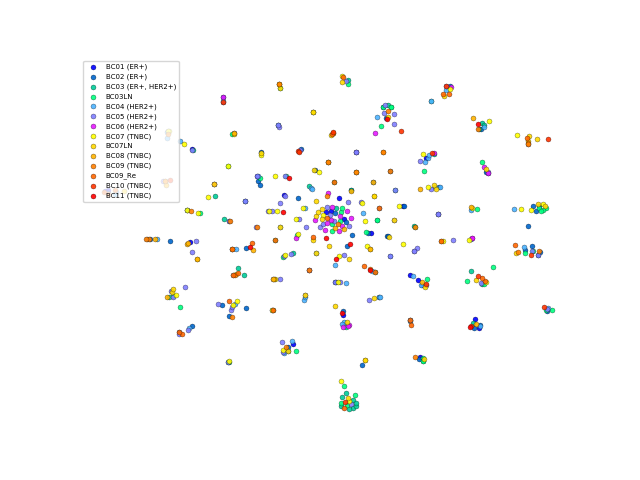 BC01 (ER+)
BC02 (ER+)
BC03 (ER+, HER2+)
BC03LN
BC04 (HER2+)
BC05 (HER2+)
BC06 (HER2+)
BC07 (TNBC)
BC07LN
BC08 (TNBC)
BC09 (TNBC)
BC09_Re
BC10 (TNBC)
BC11 (TNBC)